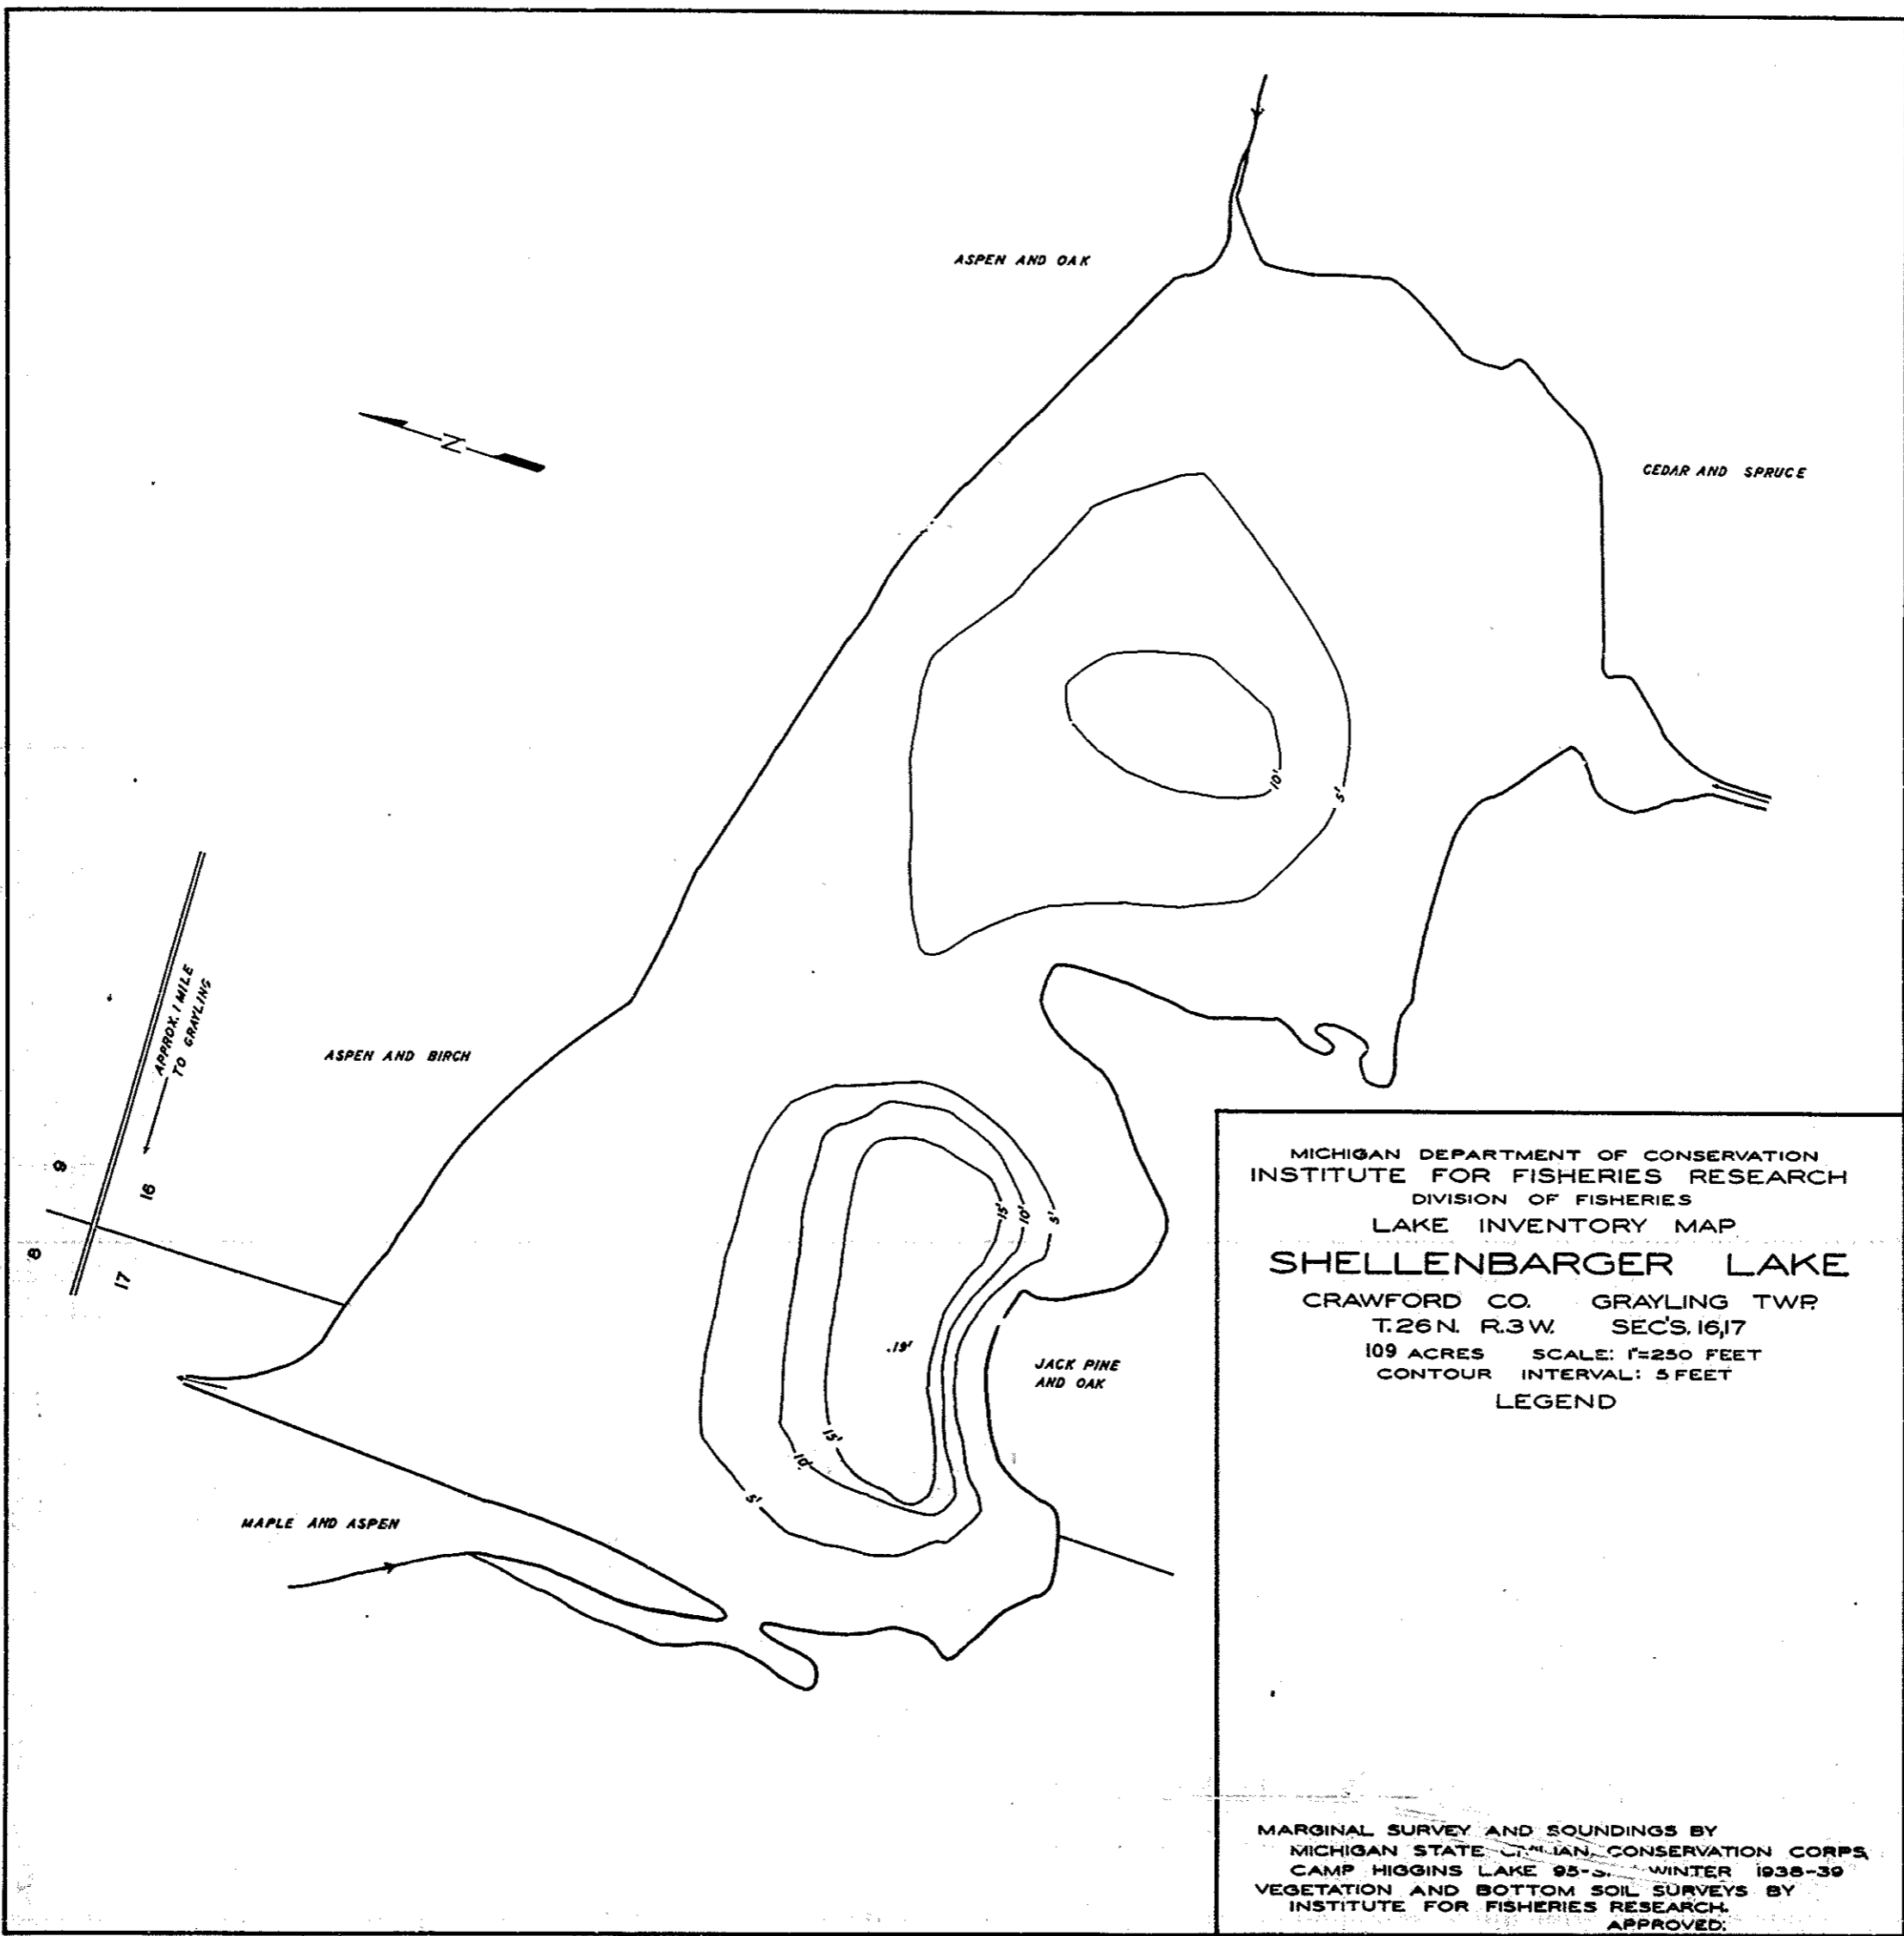 ASPEN AND OAK
N
CEDAR AND SPRUCE
10'
5'
APPROX. 1 MILE
TO GRAYLING
ASPEN AND BIRCH
9
16
8
17
15'
10'
5'
.19'
JACK PINE
AND OAK
15'
10'
5'
MAPLE AND ASPEN
MICHIGAN DEPARTMENT OF CONSERVATION
INSTITUTE FOR FISHERIES RESEARCH
DIVISION OF FISHERIES
LAKE INVENTORY MAP
SHELLENBARGER LAKE
CRAWFORD CO. GRAYLING TWP.
T.26N. R.3W. SEC'S. 16,17
109 ACRES SCALE: 1"=250 FEET
CONTOUR INTERVAL: 5 FEET
LEGEND
MARGINAL SURVEY AND SOUNDINGS BY
MICHIGAN STATE CONSERVATION CORPS
CAMP HIGGINS LAKE WINTER 1938-39
VEGETATION AND BOTTOM SOIL SURVEYS BY
INSTITUTE FOR FISHERIES RESEARCH.
APPROVED: